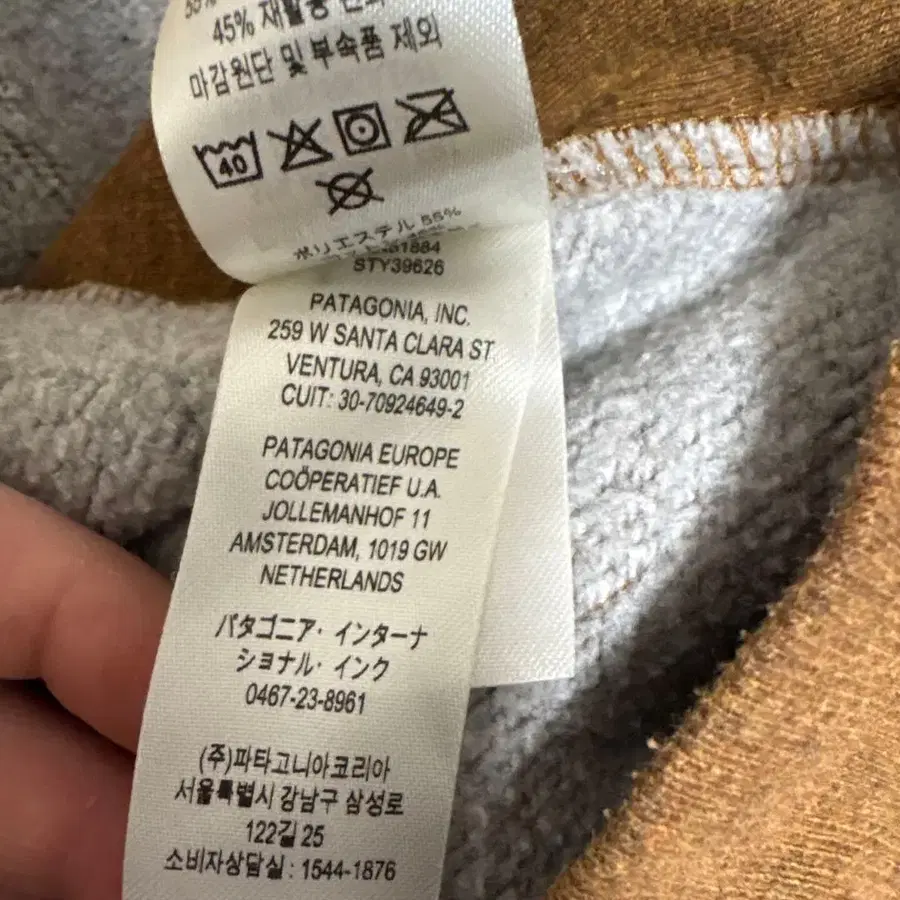 55%
45% 재활용
마감원단 및 부속품 제외
40
ポリエステル 55%
STY39626
PATAGONIA, INC.
259 W SANTA CLARA ST.
VENTURA, CA 93001
CUIT: 30-70924649-2
PATAGONIA EUROPE
COÖPERATIEF U.A.
JOLLEMANHOF 11
AMSTERDAM, 1019 GW
NETHERLANDS
パタゴニア・インターナ
ショナル・インク
0467-23-8961
(주)파타고니아코리아
서울특별시 강남구 삼성로
122길 25
소비자상담실 : 1544-1876